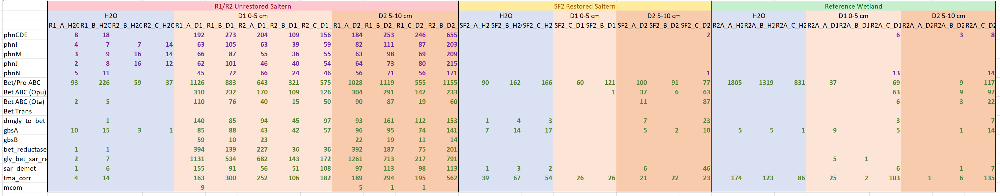 R1/R2 Unrestored Saltern SF2 Restored Saltern Reference Wetland
H2O D1 0-5 cm D2 5-10 cm H2O D1 0-5 cm D2 5-10 cm H2O D1 0-5 cm D2 5-10 cm
R1_A_H2C R1_B_H2C R2_B_H2C R2_C_H2C R1_A_D1_ R1_B_D1_ R2_A_D1_ R2_B_D1_ R2_C_D1_ R1_A_D2_ R1_B_D2_ R1_C_D2_ R2_B_D2_ SF2_A_H2 SF2_B_H2( SF2_C_H2( SF2_C_D1 SF2_B_D1 SF2_A_D2 SF2_B_D2 SF2_C_D2 R2A_A_H2 R2A_B_H2 R2A_C_H2 R2A_A_D1 R2A_B_D1 R2A_C_D1 R2A_A_D2 R2A_B_D2 R2A_C_D2
phnCDE 8 18 192 273 204 109 156 184 253 246 655 2 6 3 8
phnI 4 7 7 14 63 105 63 39 59 82 111 87 203
phnM 3 9 16 14 66 87 55 36 55 63 98 69 209
phnJ 2 8 16 12 62 101 46 40 54 64 73 80 215
phnN 5 11 45 72 66 24 46 56 71 56 171 1 13 14
Bet/Pro ABC 93 226 59 37 1126 883 643 321 575 1028 1119 555 1155 90 162 166 60 121 100 91 77 1805 1319 831 37 69 9 117
Bet ABC (Opu) 310 232 170 109 126 304 291 142 233 1 37 6 63 63 9 97
Bet ABC (Ota) 2 5 110 76 40 15 50 90 87 19 60 11 87 6 3 22
Bet Trans
dmgly_to_bet 1 140 85 94 45 97 93 161 112 153 1 4 3 7 23 3 7
gbsA 10 15 3 1 85 88 43 42 57 96 95 74 141 7 14 17 5 2 10 5 5 1 9 5 1 14
gbsB 59 10 23 22 19 11 14
bet_reductase 1 1 394 139 227 36 36 392 187 75 201
gly_bet_sar_re 2 7 1131 534 682 143 172 1261 713 217 791 5 1
sar_demet 1 6 155 91 56 51 108 97 113 98 113 1 3 2 6 46 6 1 7
tma_corr 4 14 163 300 252 106 182 189 294 195 562 39 67 54 26 26 21 22 23 174 123 86 25 2 103 1 6 135
mcom 9 5 1 1